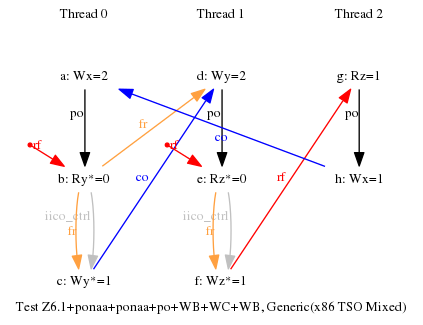 Thread 0 Thread 1 Thread 2
a: Wx=2 d: Wy=2 g: Rz=1
po po po
fr
co
rf rf
b: Ry*=0 e: Rz*=0 h: Wx=1
co rf
iico_ctrl iico_ctrl
fr fr
c: Wy*=1 f: Wz*=1
Test Z6.1+ponaa+ponaa+po+WB+WC+WB, Generic(x86 TSO Mixed)